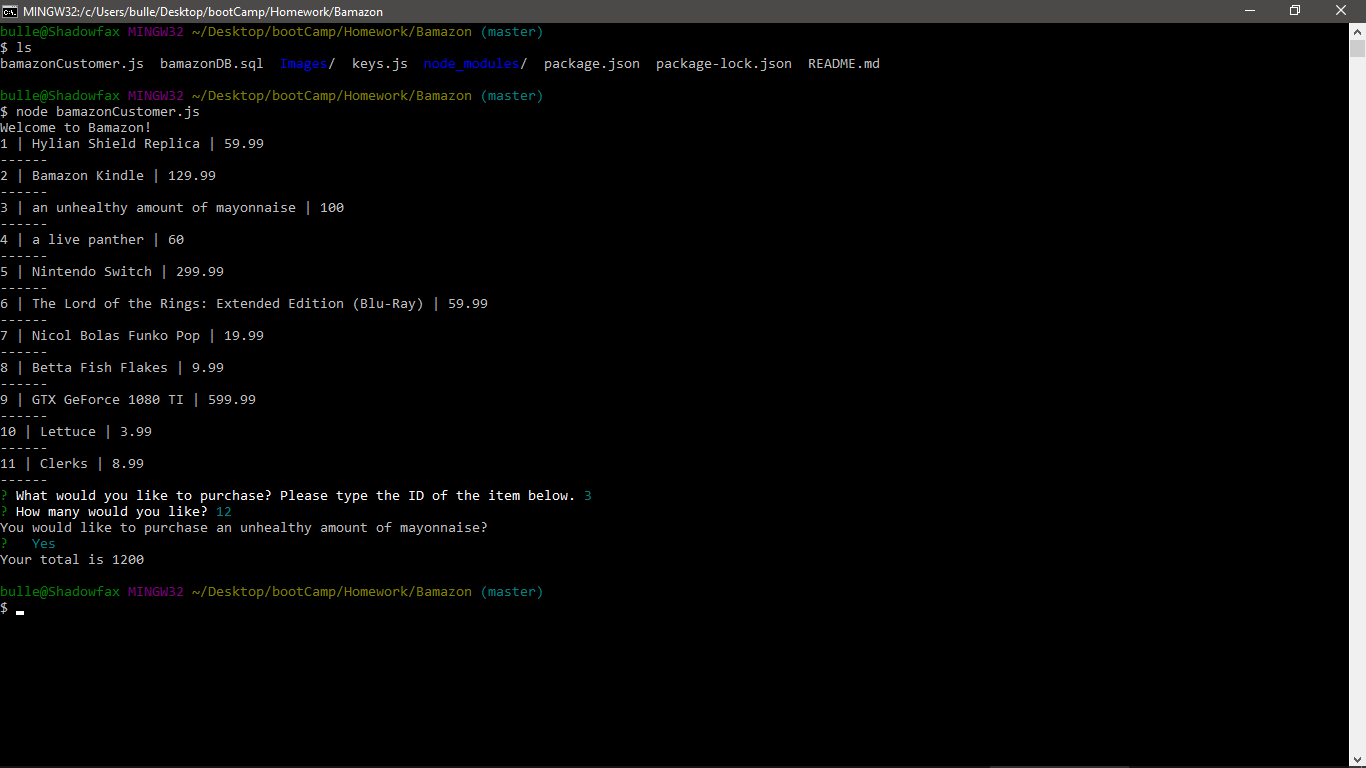 MINGW32:/c/Users/bulle/Desktop/bootCamp/Homework/Bamazon
bulle@Shadowfax MINGW32 ~/Desktop/bootCamp/Homework/Bamazon (master)
$ ls
bamazonCustomer.js  bamazonDB.sql  Images/  keys.js  node_modules/  package.json  package-lock.json  README.md
bulle@Shadowfax MINGW32 ~/Desktop/bootCamp/Homework/Bamazon (master)
$ node bamazonCustomer.js
Welcome to Bamazon!
1 | Hylian Shield Replica | 59.99
------
2 | Bamazon Kindle | 129.99
------
3 | an unhealthy amount of mayonnaise | 100
------
4 | a live panther | 60
------
5 | Nintendo Switch | 299.99
------
6 | The Lord of the Rings: Extended Edition (Blu-Ray) | 59.99
------
7 | Nicol Bolas Funko Pop | 19.99
------
8 | Betta Fish Flakes | 9.99
------
9 | GTX GeForce 1080 TI | 599.99
------
10 | Lettuce | 3.99
------
11 | Clerks | 8.99
------
? What would you like to purchase? Please type the ID of the item below. 3
? How many would you like? 12
You would like to purchase an unhealthy amount of mayonnaise?
?   Yes
Your total is 1200
bulle@Shadowfax MINGW32 ~/Desktop/bootCamp/Homework/Bamazon (master)
$